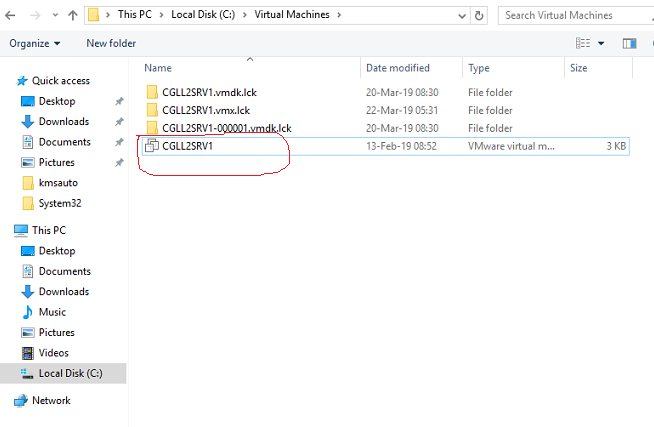 This PC > Local Disk (C:) > Virtual Machines >
Search Virtual Machines
Organize
New folder
Name
Date modified
Type
Size
CGLL2SRV1.vmdk.lck
20-Mar-19 08:30
File folder
CGLL2SRV1.vmx.lck
22-Mar-19 05:31
File folder
CGLL2SRV1-000001.vmdk.lck
20-Mar-19 08:30
File folder
CGLL2SRV1
13-Feb-19 08:52
VMware virtual m...
3 KB
Quick access
Desktop
Downloads
Documents
Pictures
kmsauto
System32
This PC
Desktop
Documents
Downloads
Music
Pictures
Videos
Local Disk (C:)
Network